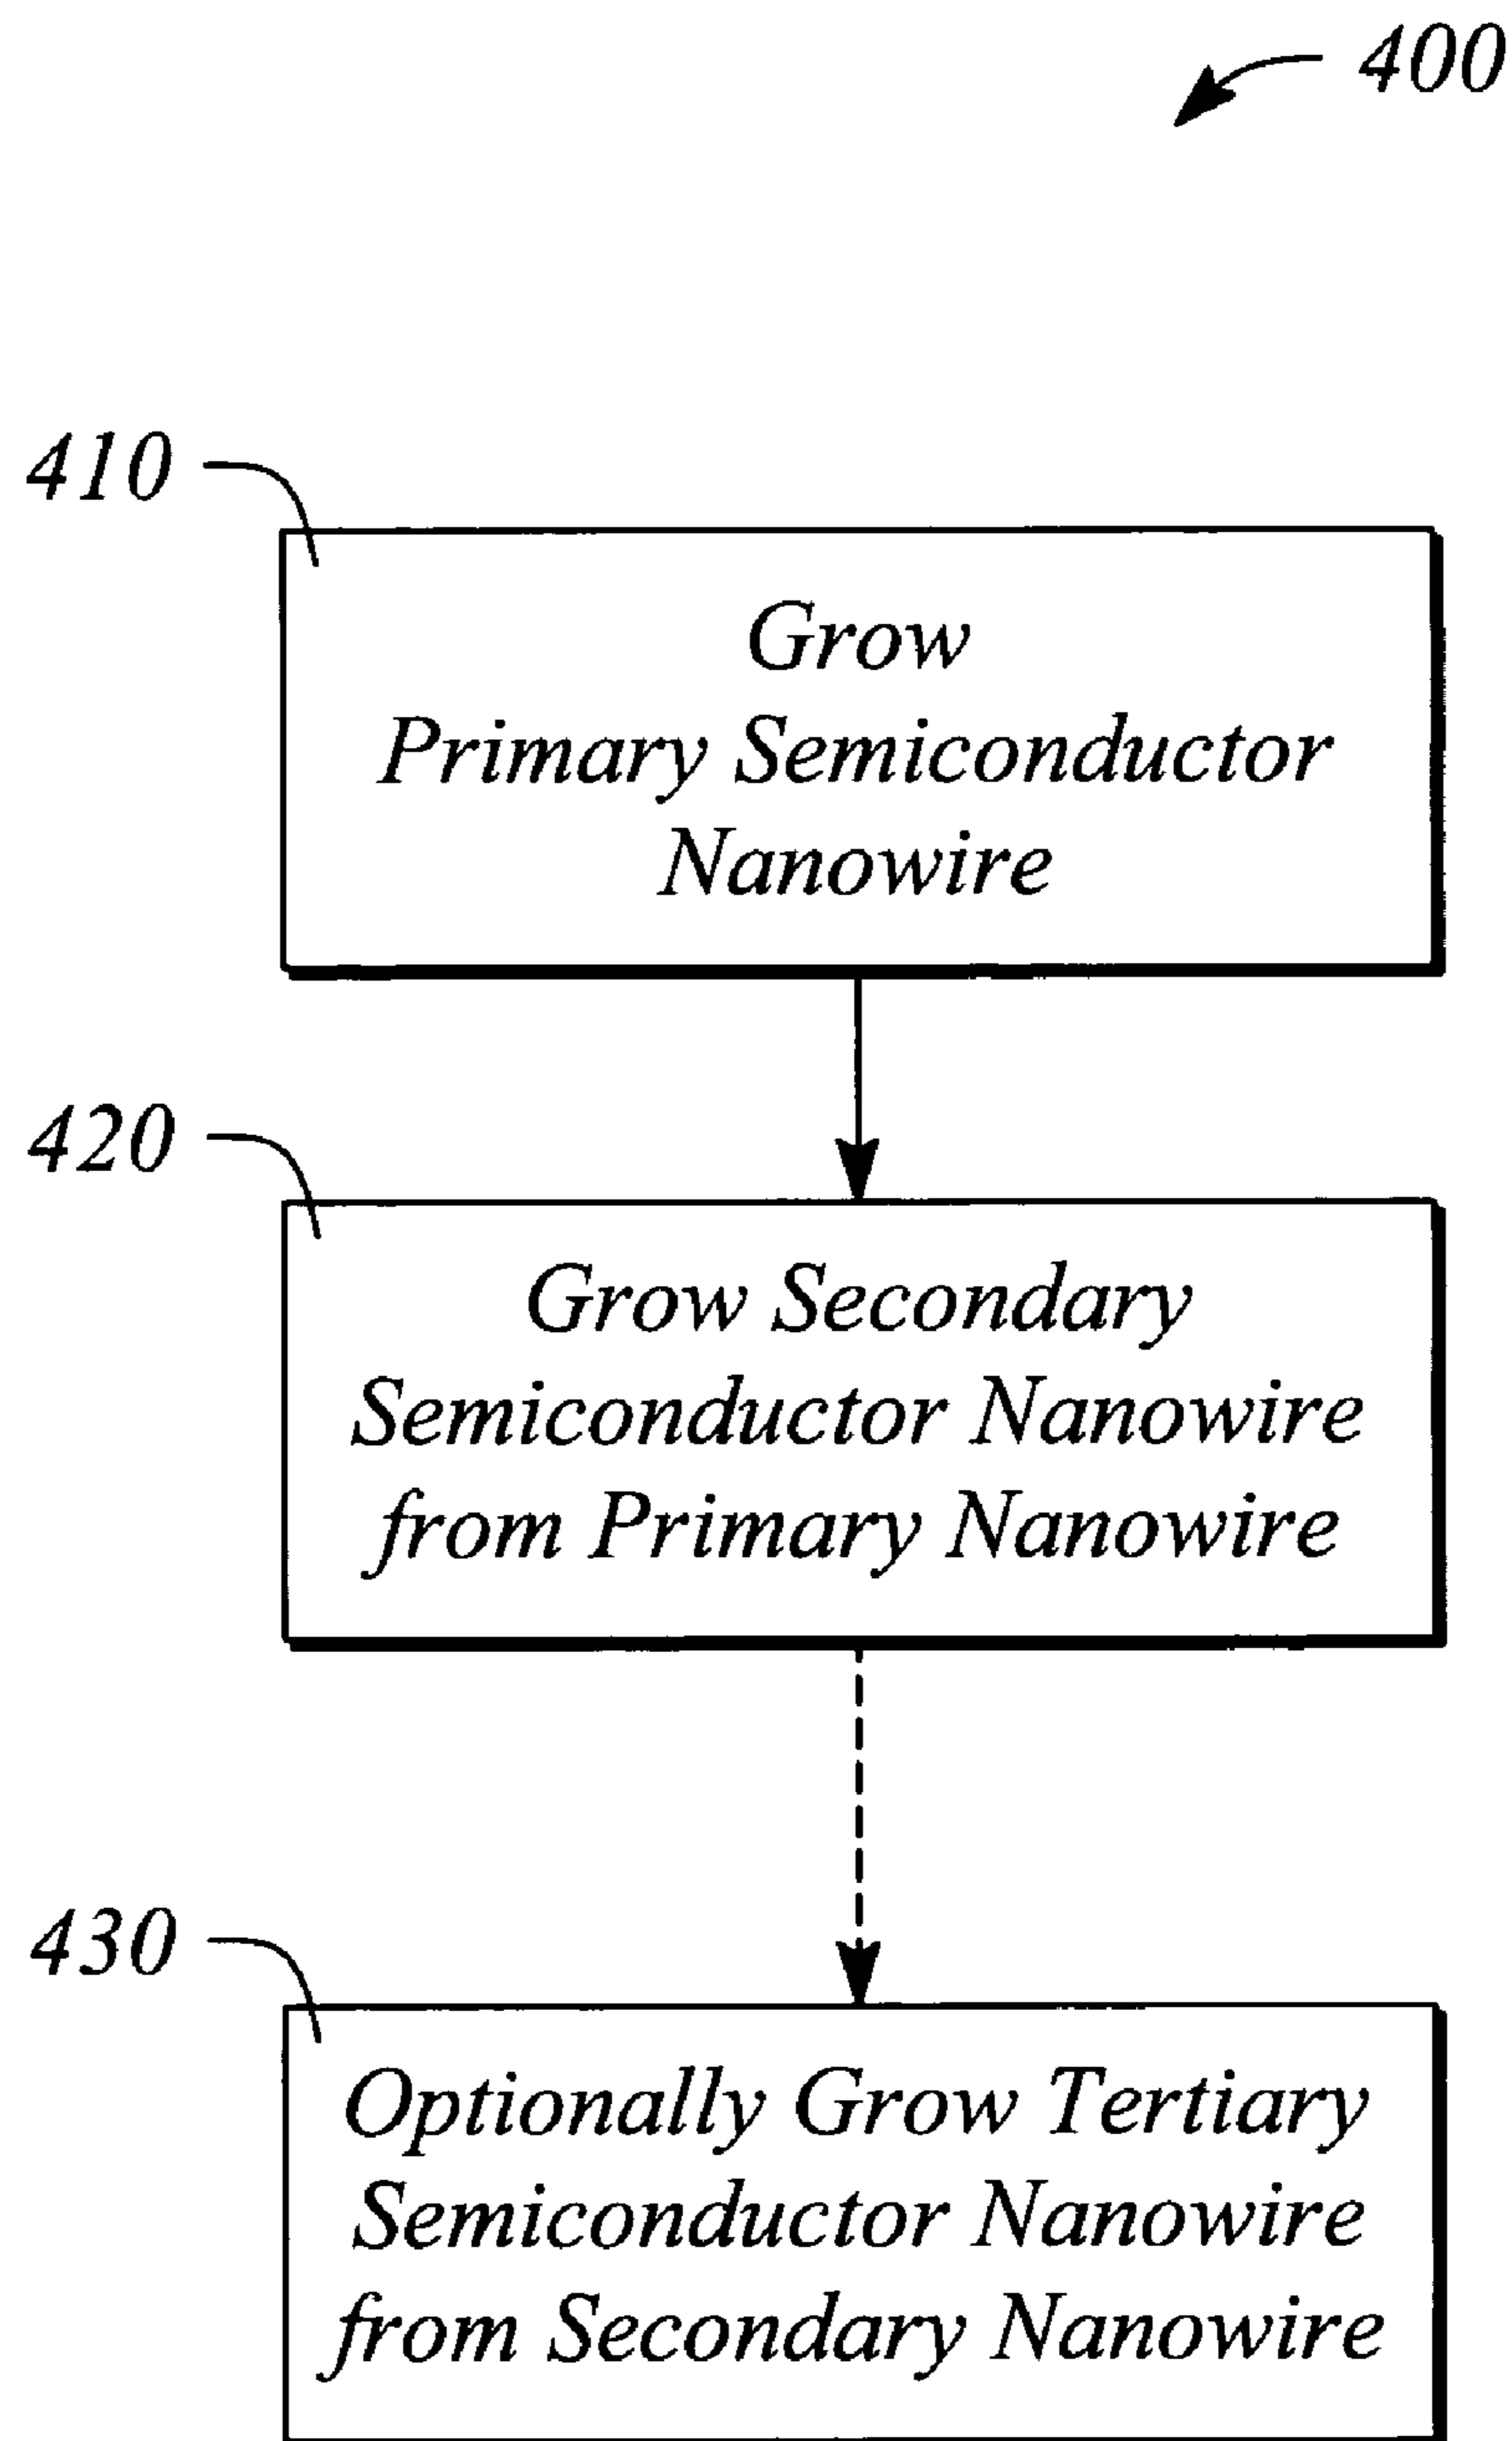 400
410
Grow
Primary Semiconductor
Nanowire
420
Grow Secondary
Semiconductor Nanowire
from Primary Nanowire
430
Optionally Grow Tertiary
Semiconductor Nanowire
from Secondary Nanowire